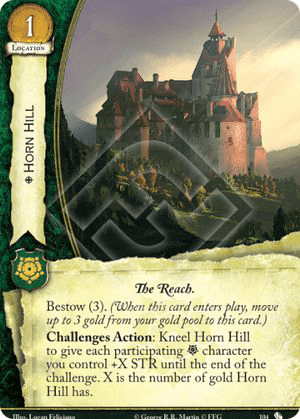 1
LOCATION
HORN HILL
The Reach.
Bestow (3). (When this card enters play, move
up to 3 gold from your gold pool to this card.)
Challenges Action: Kneel Horn Hill
to give each participating character
you control +X STR until the end of the
challenge. X is the number of gold Horn
Hill has.
Illus. Logan Feliciano
© George R.R. Martin © FFG
104